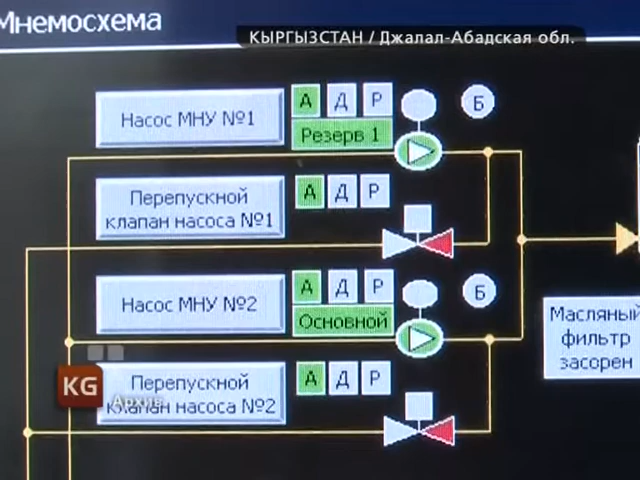 Мнемосхема
КЫРГЫЗСТАН / Джалал-Абадская обл.
Насос МНУ №1
А Д Р
Резерв 1
Б
Перепускной
клапан насоса №1
А Д Р
Насос МНУ №2
А Д Р
Основной
Б
Масляный
фильтр
засорен
Перепускной
клапан насоса №2
А Д Р
KG
Архив